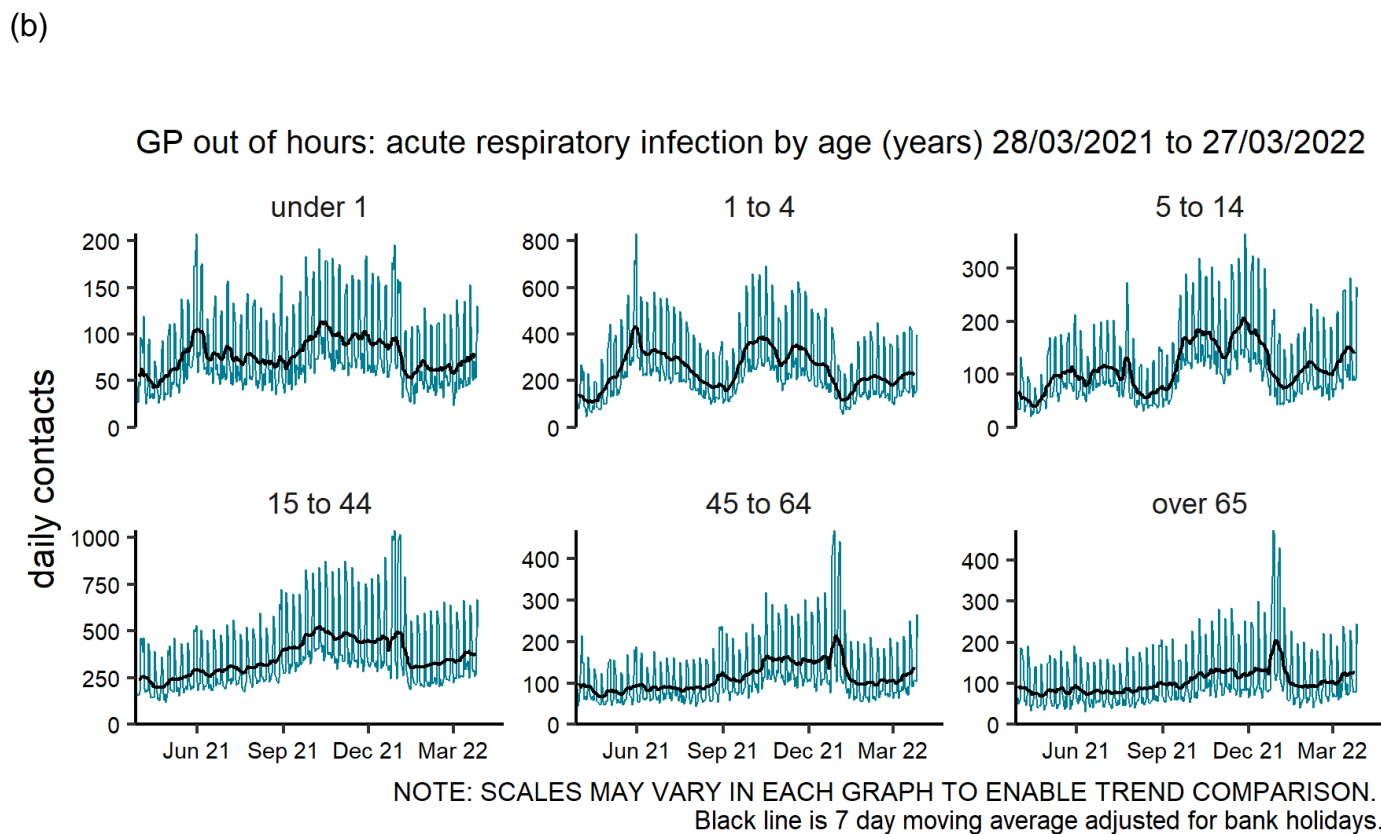 (b)
GP out of hours: acute respiratory infection by age (years) 28/03/2021 to 27/03/2022
under 1
1 to 4
5 to 14
200
150
100
50
0
800
600
400
200
0
300
200
100
0
daily contacts
15 to 44
45 to 64
over 65
1000
750
500
250
0
400
300
200
100
0
400
300
200
100
0
Jun 21 Sep 21 Dec 21 Mar 22
Jun 21 Sep 21 Dec 21 Mar 22
Jun 21 Sep 21 Dec 21 Mar 22
NOTE: SCALES MAY VARY IN EACH GRAPH TO ENABLE TREND COMPARISON.
Black line is 7 day moving average adjusted for bank holidays.